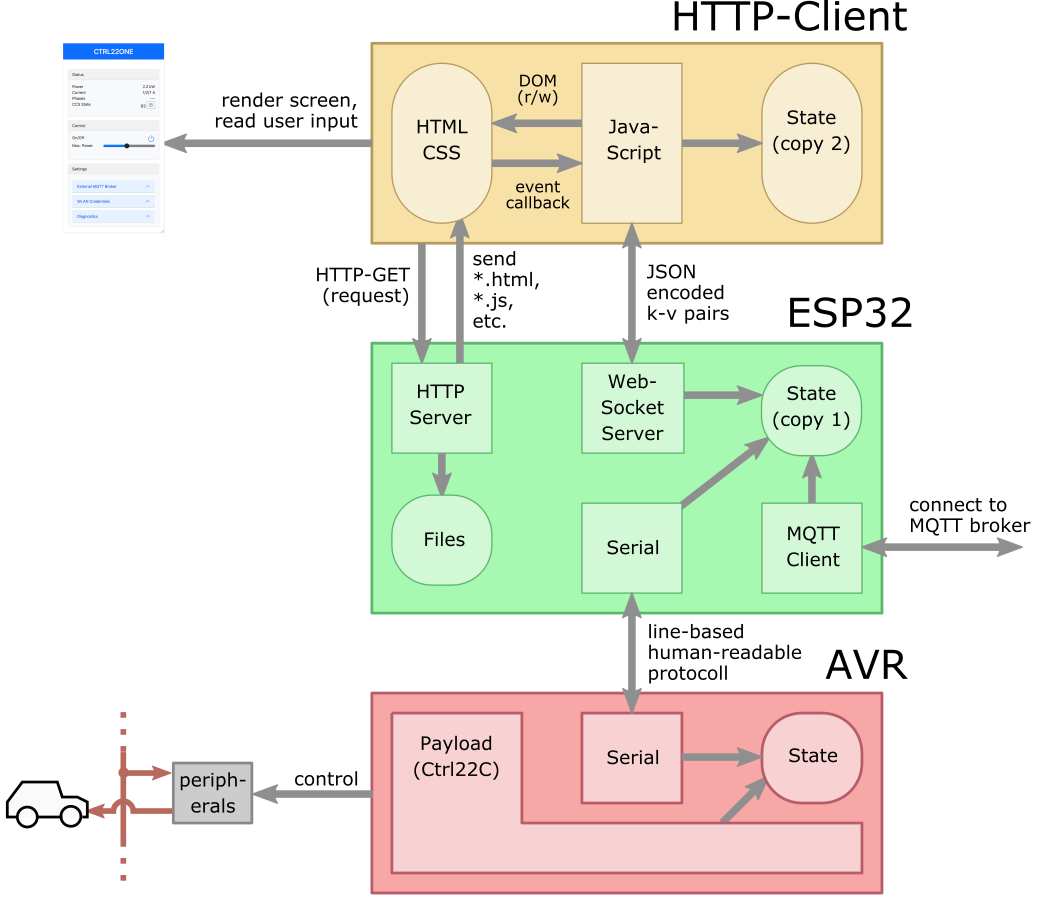 HTTP-Client
CTRL22ONE
Status
Power 2.2 kW
Current
Phases
CCS State
Control
On/Off
Max. Power
Settings
External MQTT Broker
WLAN Credentials
Diagnostics
render screen,
read user input
HTML
CSS
DOM
(r/w)
event
callback
Java-
Script
State
(copy 2)
HTTP-GET
(request)
send
*.html,
*.js,
etc.
JSON
encoded
k-v pairs
ESP32
HTTP
Server
Web-
Socket
Server
State
(copy 1)
Files
Serial
MQTT
Client
connect to
MQTT broker
line-based
human-readable
protocoll
AVR
Payload
(Ctrl22C)
Serial
State
control
periph-
erals